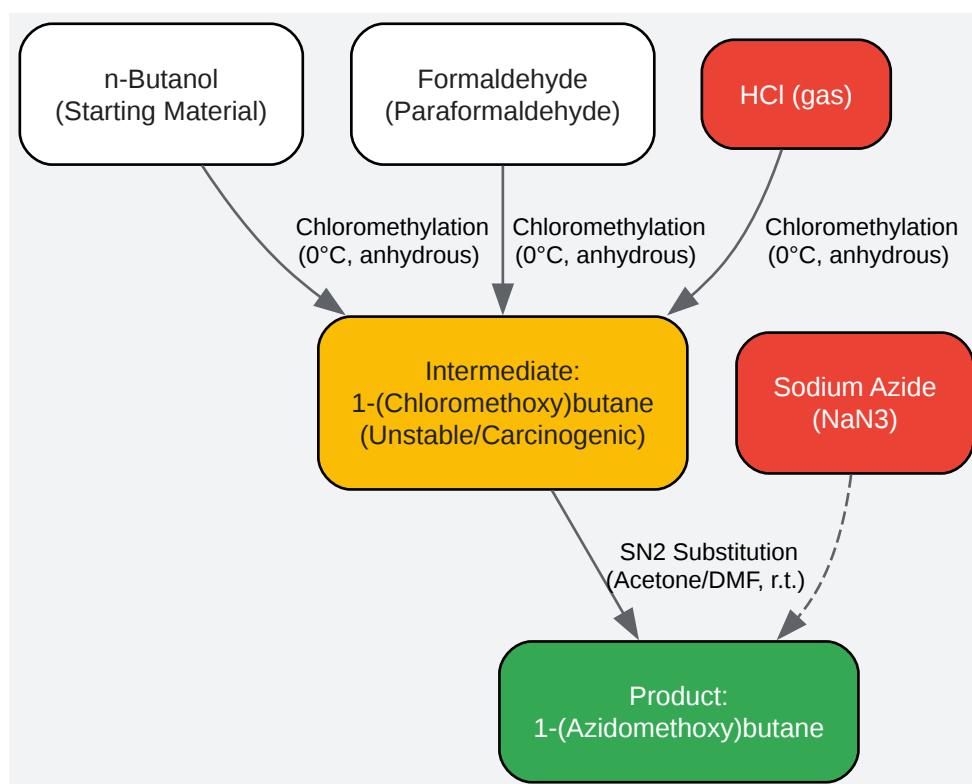 n-Butanol
(Starting Material)
Formaldehyde
(Paraformaldehyde)
HCl (gas)
Chloromethylation
(0°C, anhydrous)
Chloromethylation
(0°C, anhydrous)
Chloromethylation
(0°C, anhydrous)
Intermediate:
1-(Chloromethoxy)butane
(Unstable/Carcinogenic)
Sodium Azide
(NaN3)
SN2 Substitution
(Acetone/DMF, r.t.)
Product:
1-(Azidomethoxy)butane